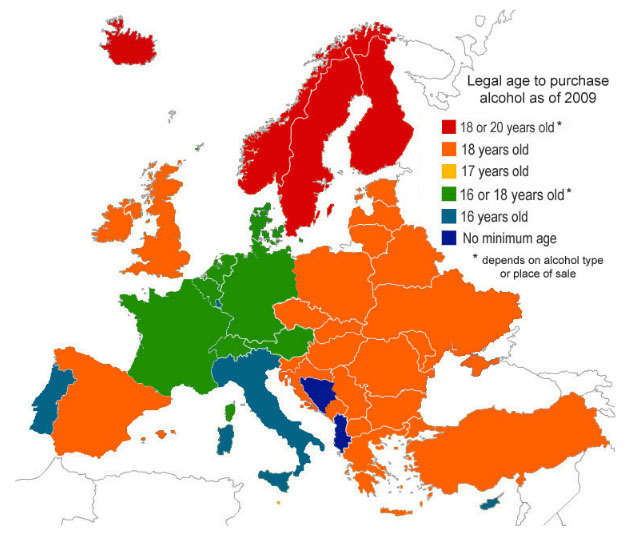 Legal age to purchase
alcohol as of 2009
18 or 20 years old *
18 years old
17 years old
16 or 18 years old *
16 years old
No minimum age
* depends on alcohol type
or place of sale